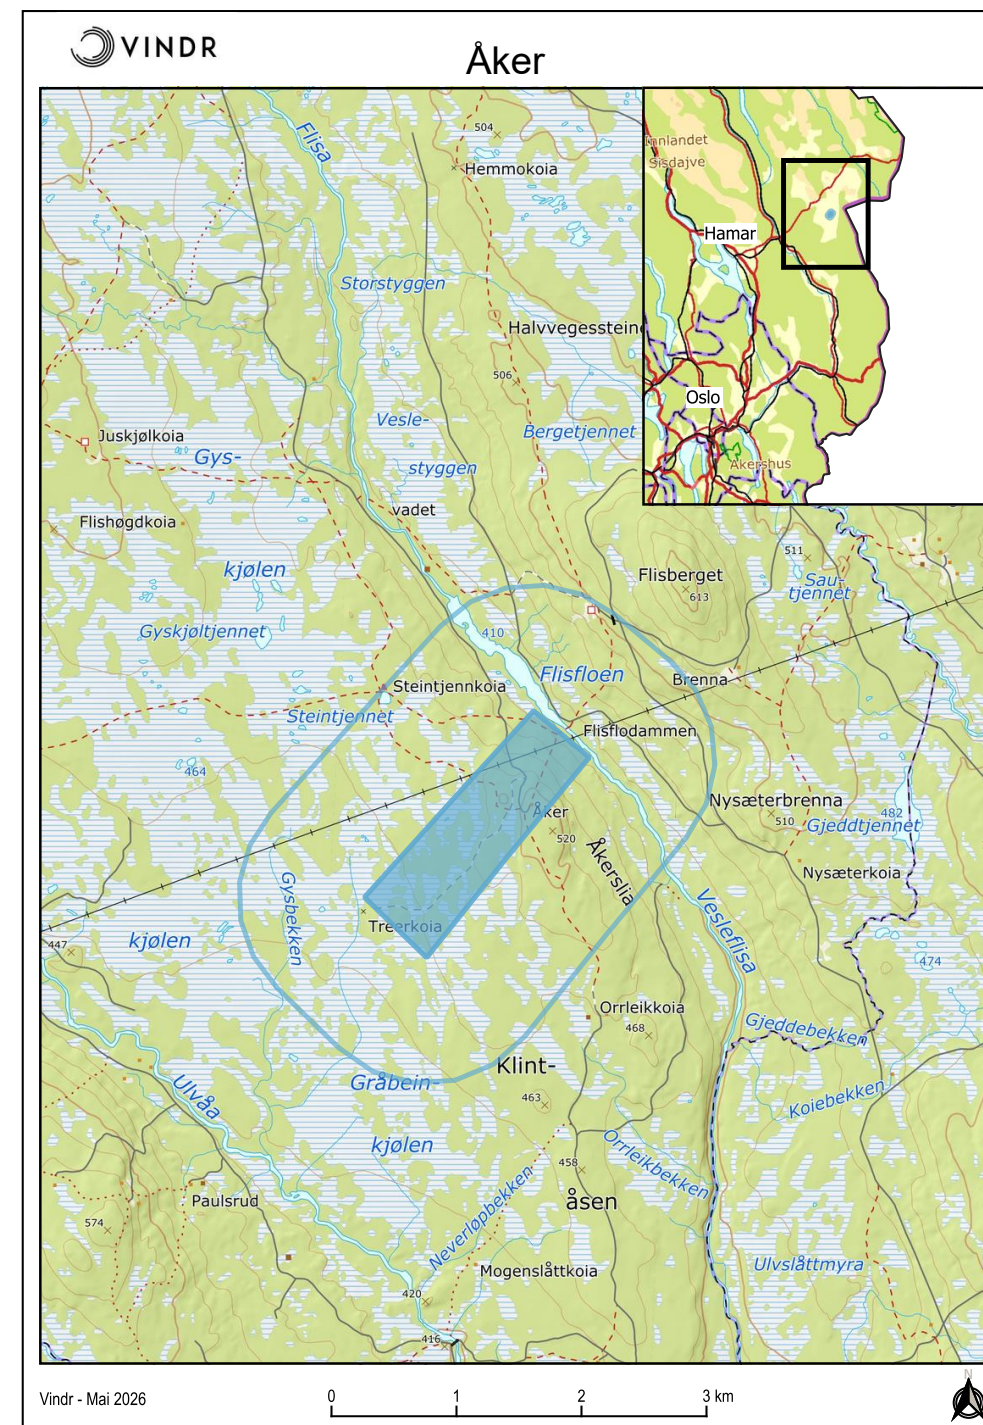 VINDR
Åker
Flisa
504
Hemmokoia
Innlandet
Sisdajve
Hamar
Storstyggen
Halvvegesstein
506
Oslo
Akershus
Vesle-
styggen
Bergetjennet
Juskjølkoia
Gys-
vadet
Flishøgdkoia
kjølen
Flisberget
613
511
Sau-
tjennet
Gyskjøltjennet
410
Flisfloen
Brenna
Steintjennkoia
Steintjennet
Flisflodammen
464
Åker
520
Nysæterbrenna
510
482
Gjeddtjennet
Åkerslia
Nysæterkoia
Gysbekken
Treerkoia
Vesleflisa
kjølen
447
474
Orrleikkoia
468
Gjeddebekken
Klint-
Gråbein-
Ulvåa
463
Koiebekken
kjølen
458
Orrleikbekken
Neverløpbekken
Paulsrud
574
åsen
Ulvslåttmyra
Mogenslåttkoia
420
416
Vindr - Mai 2026
0 1 2 3 km
N